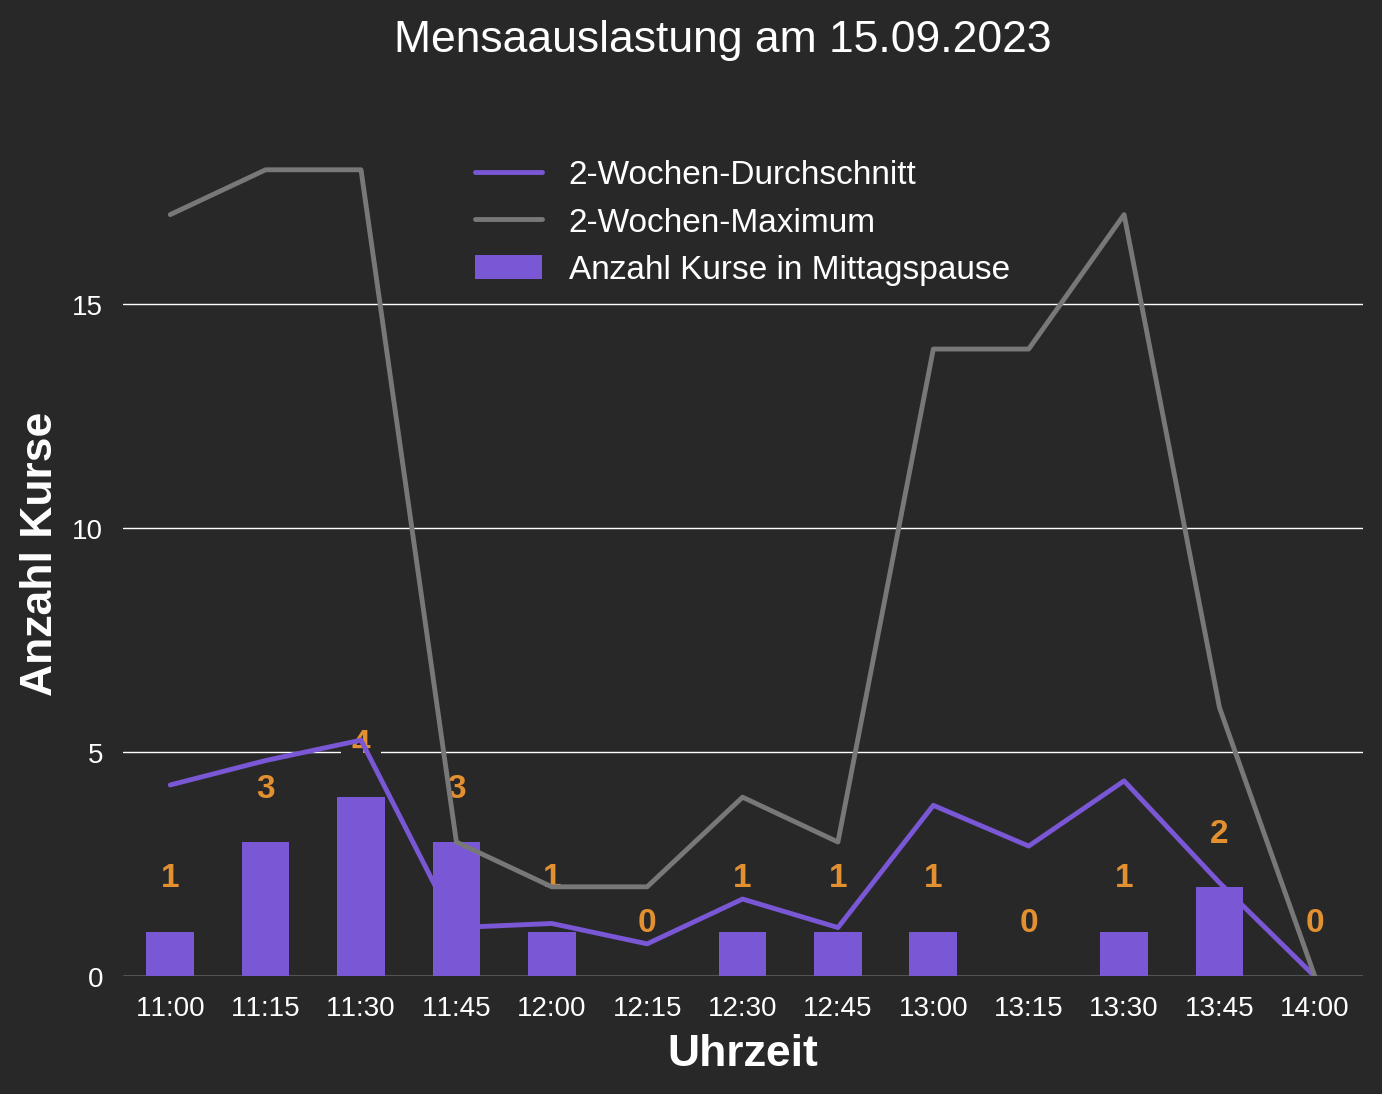 Mensaauslastung am 15.09.2023
2-Wochen-Durchschnitt
2-Wochen-Maximum
Anzahl Kurse in Mittagspause
Anzahl Kurse
15
10
5
0
1
3
4
3
1
0
1
1
1
0
1
2
0
11:00 11:15 11:30 11:45 12:00 12:15 12:30 12:45 13:00 13:15 13:30 13:45 14:00
Uhrzeit